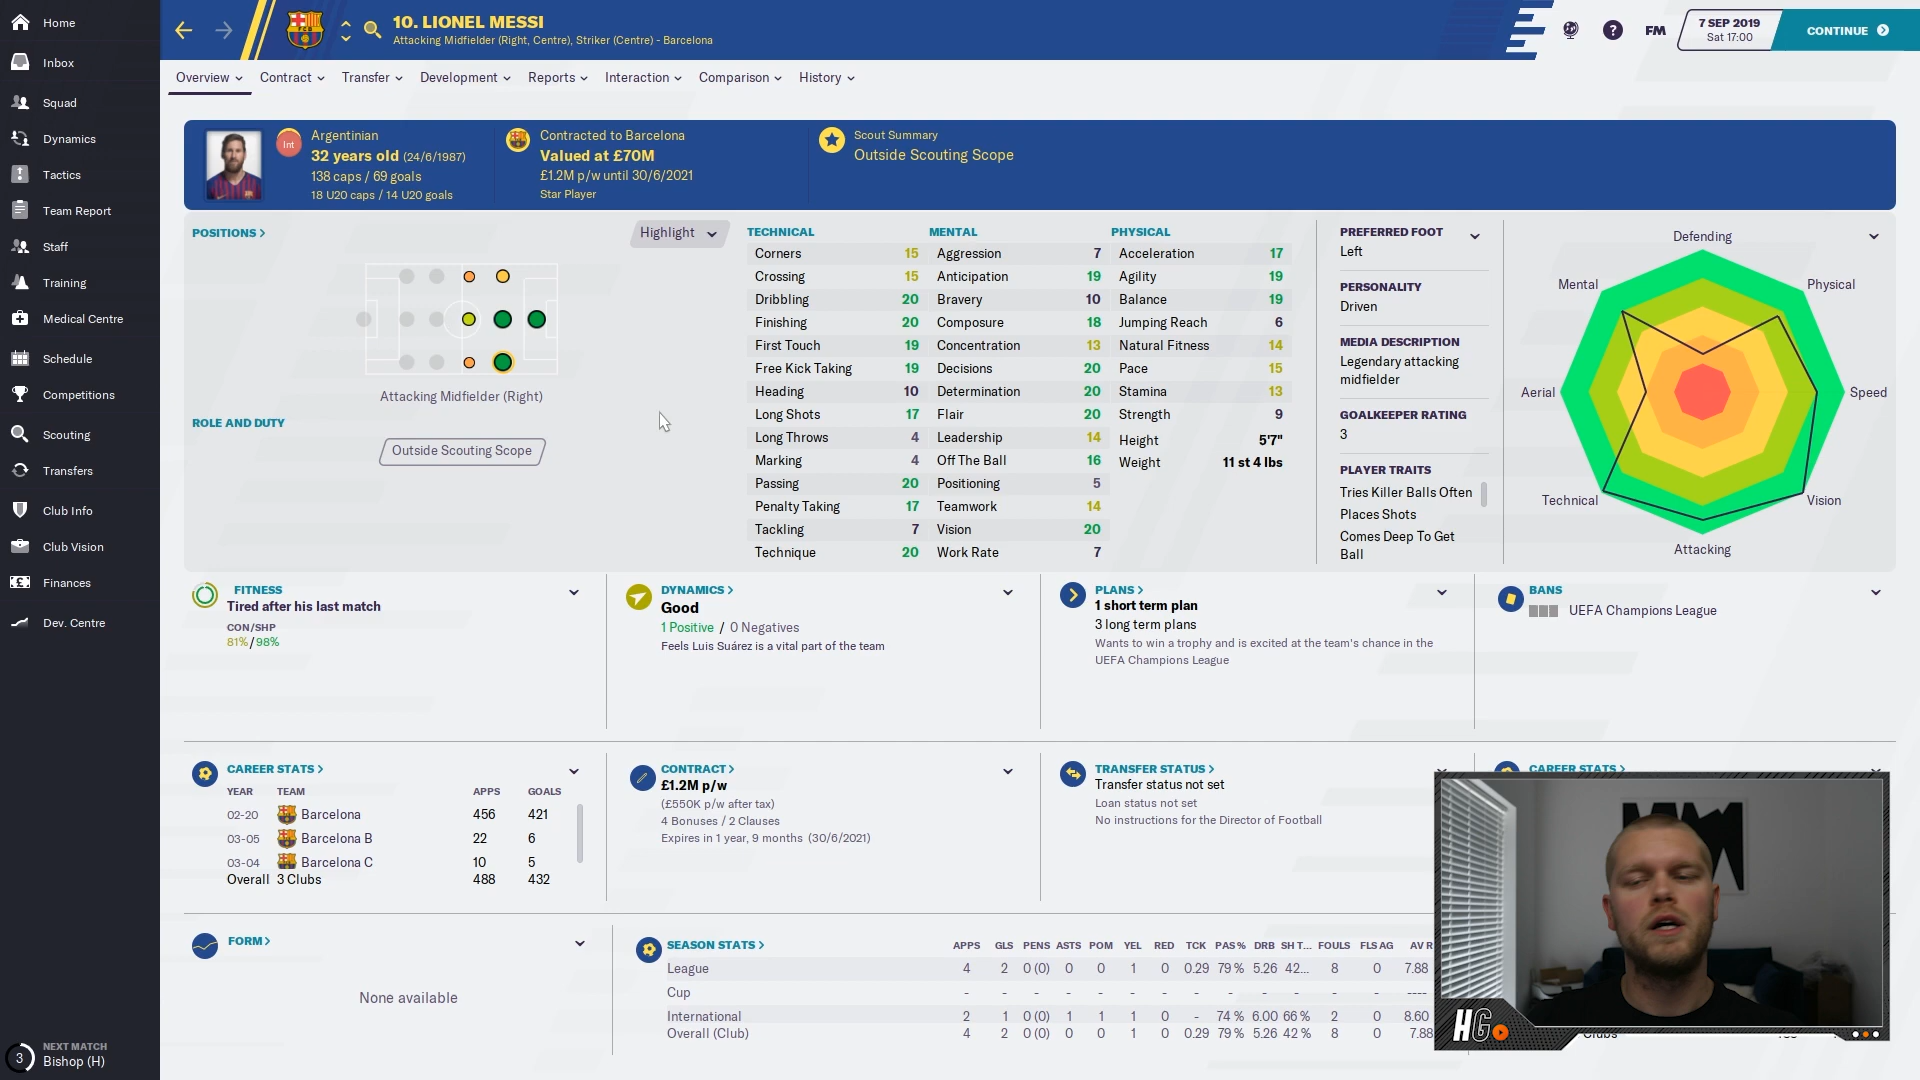 Home
Inbox
Squad
Dynamics
Tactics
Team Report
Staff
Training
Medical Centre
Schedule
Competitions
Scouting
Transfers
Club Info
Club Vision
Finances
Dev. Centre
3
NEXT MATCH
Bishop (H)
10. LIONEL MESSI
Attacking Midfielder (Right, Centre), Striker (Centre) - Barcelona
?
FM
7 SEP 2019
Sat 17:00
CONTINUE
Overview Contract Transfer Development Reports Interaction Comparison History
Int
Argentinian
32 years old (24/6/1987)
138 caps / 69 goals
18 U20 caps / 14 U20 goals
Contracted to Barcelona
Valued at £70M
£1.2M p/w until 30/6/2021
Star Player
Scout Summary
Outside Scouting Scope
POSITIONS >
Highlight
Attacking Midfielder (Right)
ROLE AND DUTY
Outside Scouting Scope
TECHNICAL
Corners 15
Crossing 15
Dribbling 20
Finishing 20
First Touch 19
Free Kick Taking 19
Heading 10
Long Shots 17
Long Throws 4
Marking 4
Passing 20
Penalty Taking 17
Tackling 7
Technique 20
MENTAL
Aggression 7
Anticipation 19
Bravery 10
Composure 18
Concentration 13
Decisions 20
Determination 20
Flair 20
Leadership 14
Off The Ball 16
Positioning 5
Teamwork 14
Vision 20
Work Rate 7
PHYSICAL
Acceleration 17
Agility 19
Balance 19
Jumping Reach 6
Natural Fitness 14
Pace 15
Stamina 13
Strength 9
Height 5'7"
Weight 11 st 4 lbs
PREFERRED FOOT
Left
PERSONALITY
Driven
MEDIA DESCRIPTION
Legendary attacking
midfielder
GOALKEEPER RATING
3
PLAYER TRAITS
Tries Killer Balls Often
Places Shots
Comes Deep To Get
Ball
Defending
Mental
Physical
Aerial
Speed
Technical
Vision
Attacking
FITNESS
Tired after his last match
CON/SHP
81%/98%
DYNAMICS >
Good
1 Positive / 0 Negatives
Feels Luis Suárez is a vital part of the team
PLANS >
1 short term plan
3 long term plans
Wants to win a trophy and is excited at the team's chance in the
UEFA Champions League
BANS
UEFA Champions League
CAREER STATS >
YEAR TEAM APPS GOALS
02-20 Barcelona 456 421
03-05 Barcelona B 22 6
03-04 Barcelona C 10 5
Overall 3 Clubs 488 432
CONTRACT >
£1.2M p/w
(£550K p/w after tax)
4 Bonuses / 2 Clauses
Expires in 1 year, 9 months (30/6/2021)
TRANSFER STATUS >
Transfer status not set
Loan status not set
No instructions for the Director of Football
CAREER STATS >
FORM >
None available
SEASON STATS >
APPS GLS PENS ASTS POM YEL RED TCK PAS % DRB SH T... FOULS FLS AG AV R
League 4 2 0 (0) 0 0 1 0 0.29 79 % 5.26 42... 8 0 7.88
Cup - - - - - - - - - - - - - ----
International 2 1 0 (0) 1 1 1 0 - 74 % 6.00 66 % 2 0 8.60
Overall (Club) 4 2 0 (0) 0 0 1 0 0.29 79 % 5.26 42 % 8 0 7.88
HG